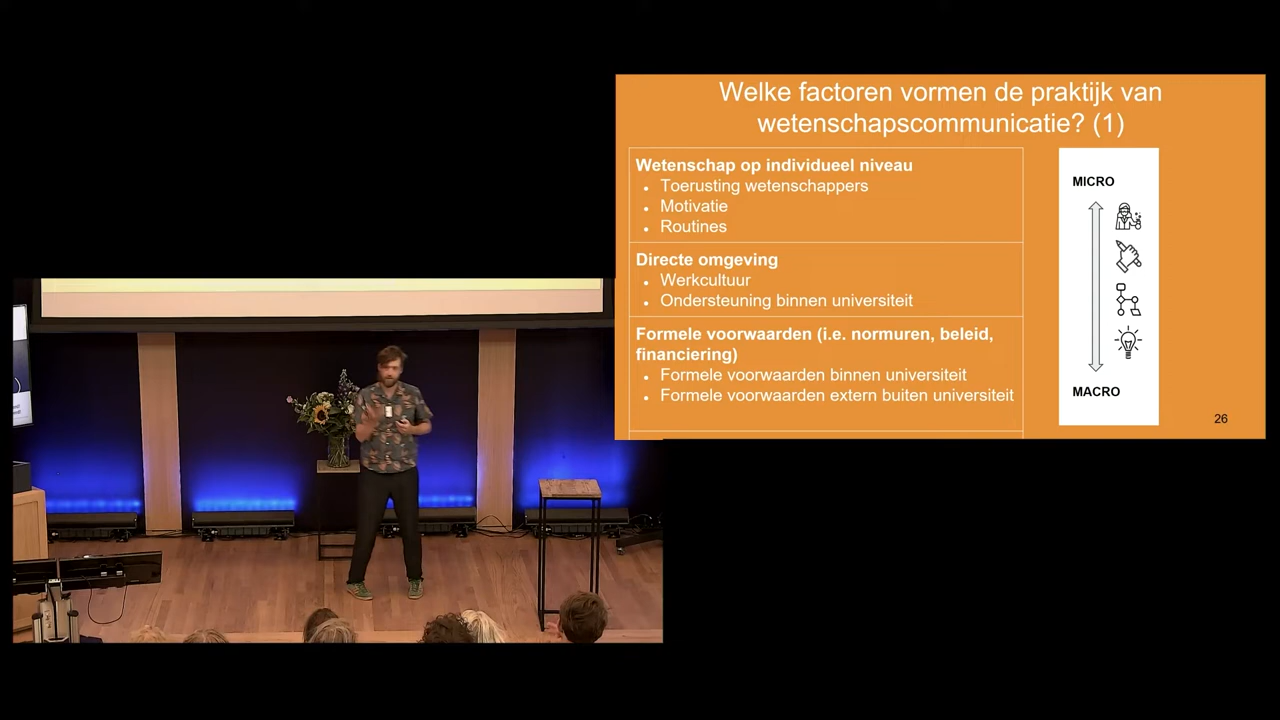 Welke factoren vormen de praktijk van
wetenschapscommunicatie? (1)
Wetenschap op individueel niveau
Toerusting wetenschappers
Motivatie
Routines
Directe omgeving
Werkcultuur
Ondersteuning binnen universiteit
Formele voorwaarden (i.e. normuren, beleid,
financiering)
Formele voorwaarden binnen universiteit
Formele voorwaarden extern buiten universiteit
MICRO
MACRO
26